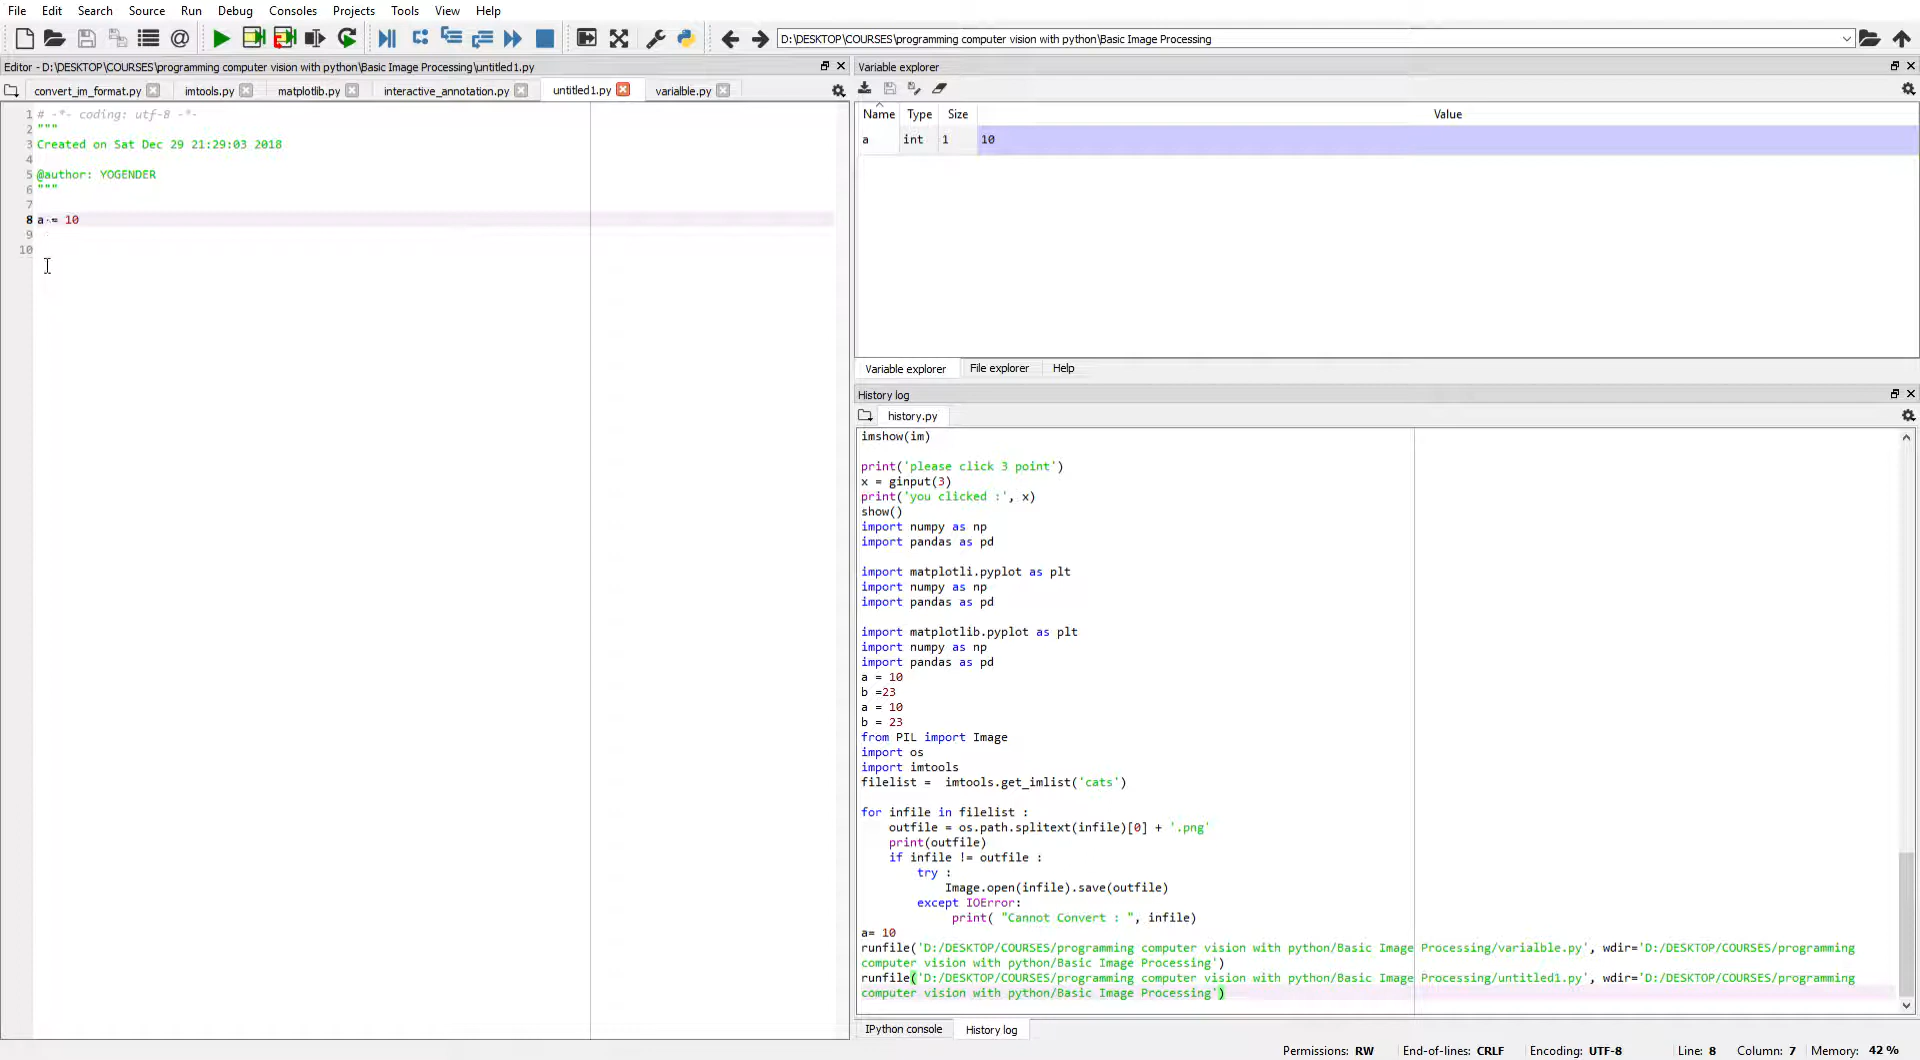 File Edit Search Source Run Debug Consoles Projects Tools View Help
D:\DESKTOP\COURSES\programming computer vision with python\Basic Image Processing
Editor - D:\DESKTOP\COURSES\programming computer vision with python\Basic Image Processing\untitled1.py
convert_im_format.py imtools.py matplotlib.py interactive_annotation.py untitled1.py varialble.py
1 # -*- coding: utf-8 -*-
2 """
3 Created on Sat Dec 29 21:29:03 2018
4
5 @author: YOGENDER
6 """
7
8 a = 10
9
10
Variable explorer
Name Type Size Value
a int 1 10
Variable explorer File explorer Help
History log
history.py
imshow(im)
print('please click 3 point')
x = ginput(3)
print('you clicked :', x)
show()
import numpy as np
import pandas as pd
import matplotli.pyplot as plt
import numpy as np
import pandas as pd
import matplotlib.pyplot as plt
import numpy as np
import pandas as pd
a = 10
b =23
a = 10
b = 23
from PIL import Image
import os
import imtools
filelist =  imtools.get_imlist('cats')
for infile in filelist :
    outfile = os.path.splitext(infile)[0] + '.png'
    print(outfile)
    if infile != outfile :
        try :
            Image.open(infile).save(outfile)
        except IOError:
             print( "Cannot Convert : ", infile)
a= 10
runfile('D:/DESKTOP/COURSES/programming computer vision with python/Basic Image Processing/varialble.py', wdir='D:/DESKTOP/COURSES/programming
computer vision with python/Basic Image Processing')
runfile('D:/DESKTOP/COURSES/programming computer vision with python/Basic Image Processing/untitled1.py', wdir='D:/DESKTOP/COURSES/programming
computer vision with python/Basic Image Processing')
IPython console History log
Permissions: RW End-of-lines: CRLF Encoding: UTF-8 Line: 8 Column: 7 Memory: 42 %